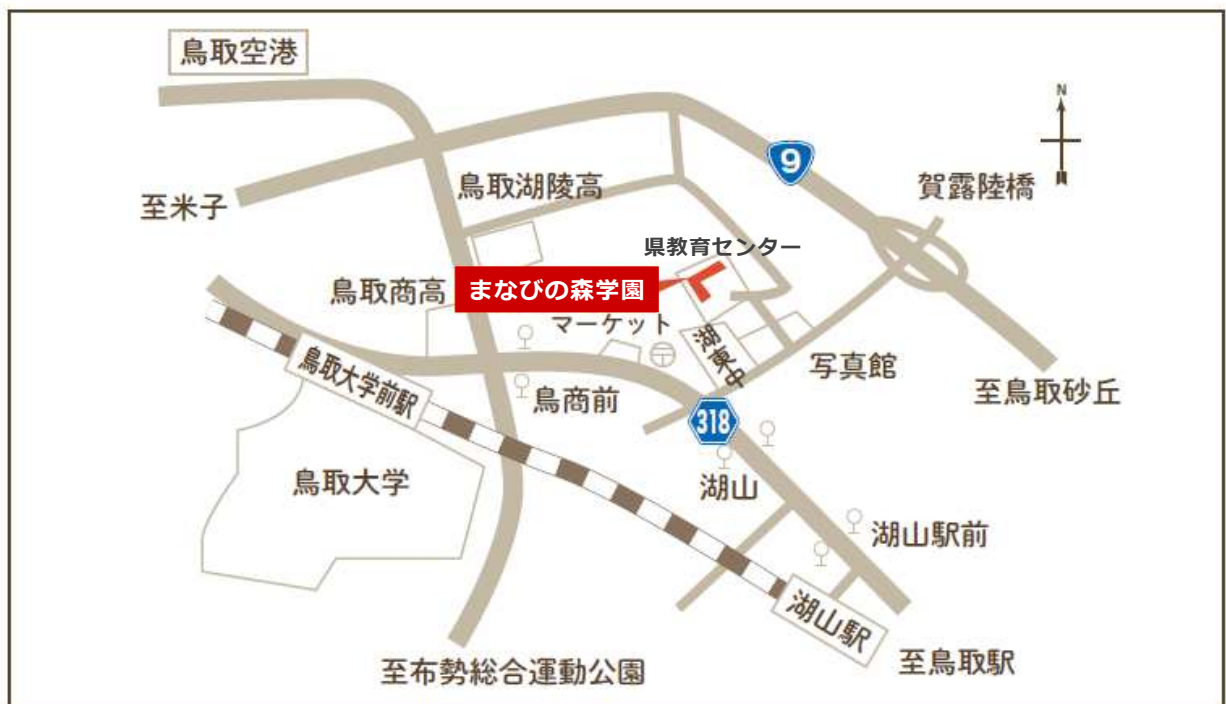 鳥取空港
N
9
鳥取湖陵高
賀露陸橋
至米子
県教育センター
鳥取商高
まなびの森学園
マーケット
〒
湖東中
写真館
鳥取大学前駅
鳥商前
至鳥取砂丘
318
鳥取大学
湖山
湖山駅前
湖山駅
至布勢総合運動公園
至鳥取駅